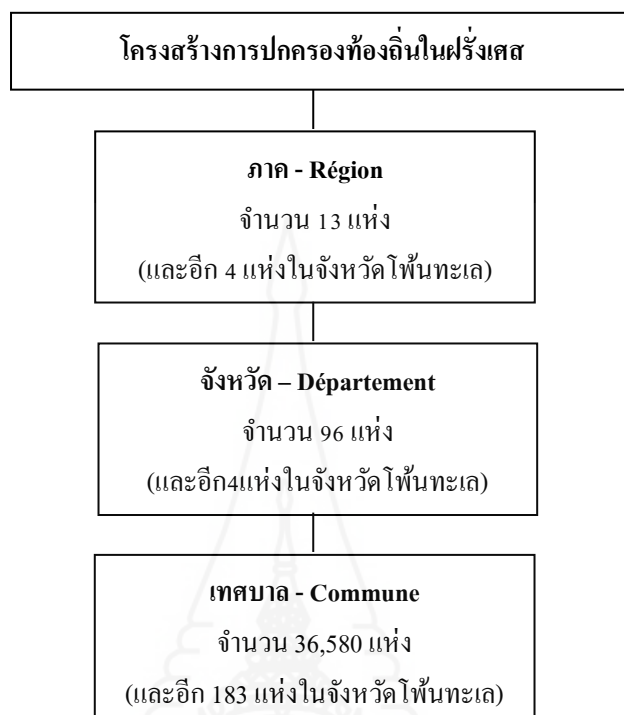 โครงสร้างการปกครองท้องถิ่นในฝรั่งเศส
ภาค - Région
จำนวน 13 แห่ง
(และอีก 4 แห่งในจังหวัดโพ้นทะเล)
จังหวัด – Département
จำนวน 96 แห่ง
(และอีก4แห่งในจังหวัดโพ้นทะเล)
เทศบาล - Commune
จำนวน 36,580 แห่ง
(และอีก 183 แห่งในจังหวัดโพ้นทะเล)